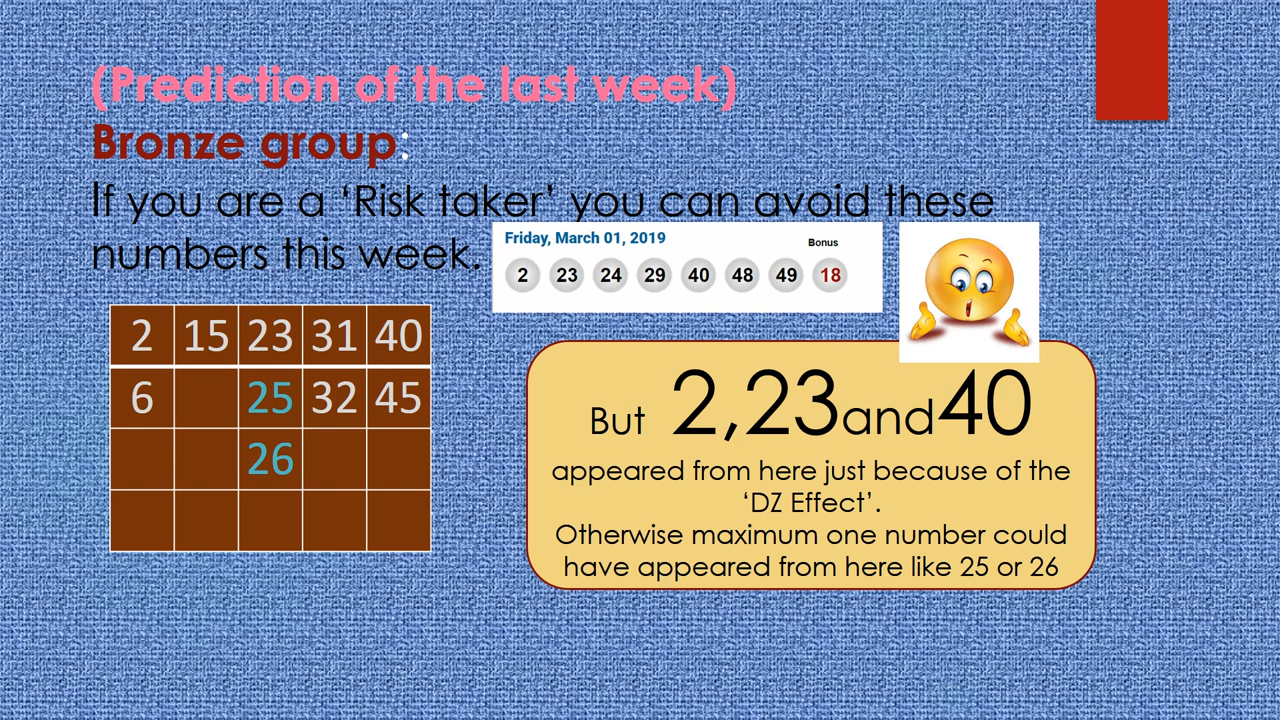 (Prediction of the last week)
Bronze group:
If you are a ‘Risk taker’ you can avoid these
numbers this week.
Friday, March 01, 2019
Bonus
2 23 24 29 40 48 49 18
2 15 23 31 40
6 25 32 45
26
But 2,23and40
appeared from here just because of the
‘DZ Effect’.
Otherwise maximum one number could
have appeared from here like 25 or 26